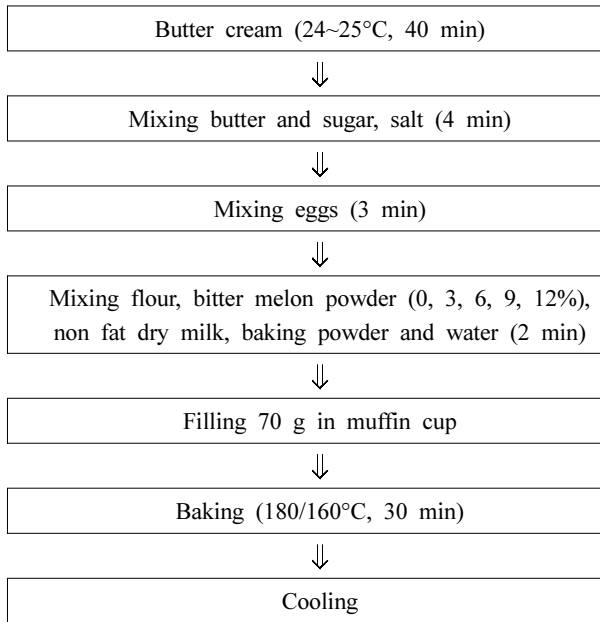 Butter cream (24~25°C, 40 min)
⇓
Mixing butter and sugar, salt (4 min)
⇓
Mixing eggs (3 min)
⇓
Mixing flour, bitter melon powder (0, 3, 6, 9, 12%),
non fat dry milk, baking powder and water (2 min)
⇓
Filling 70 g in muffin cup
⇓
Baking (180/160°C, 30 min)
⇓
Cooling